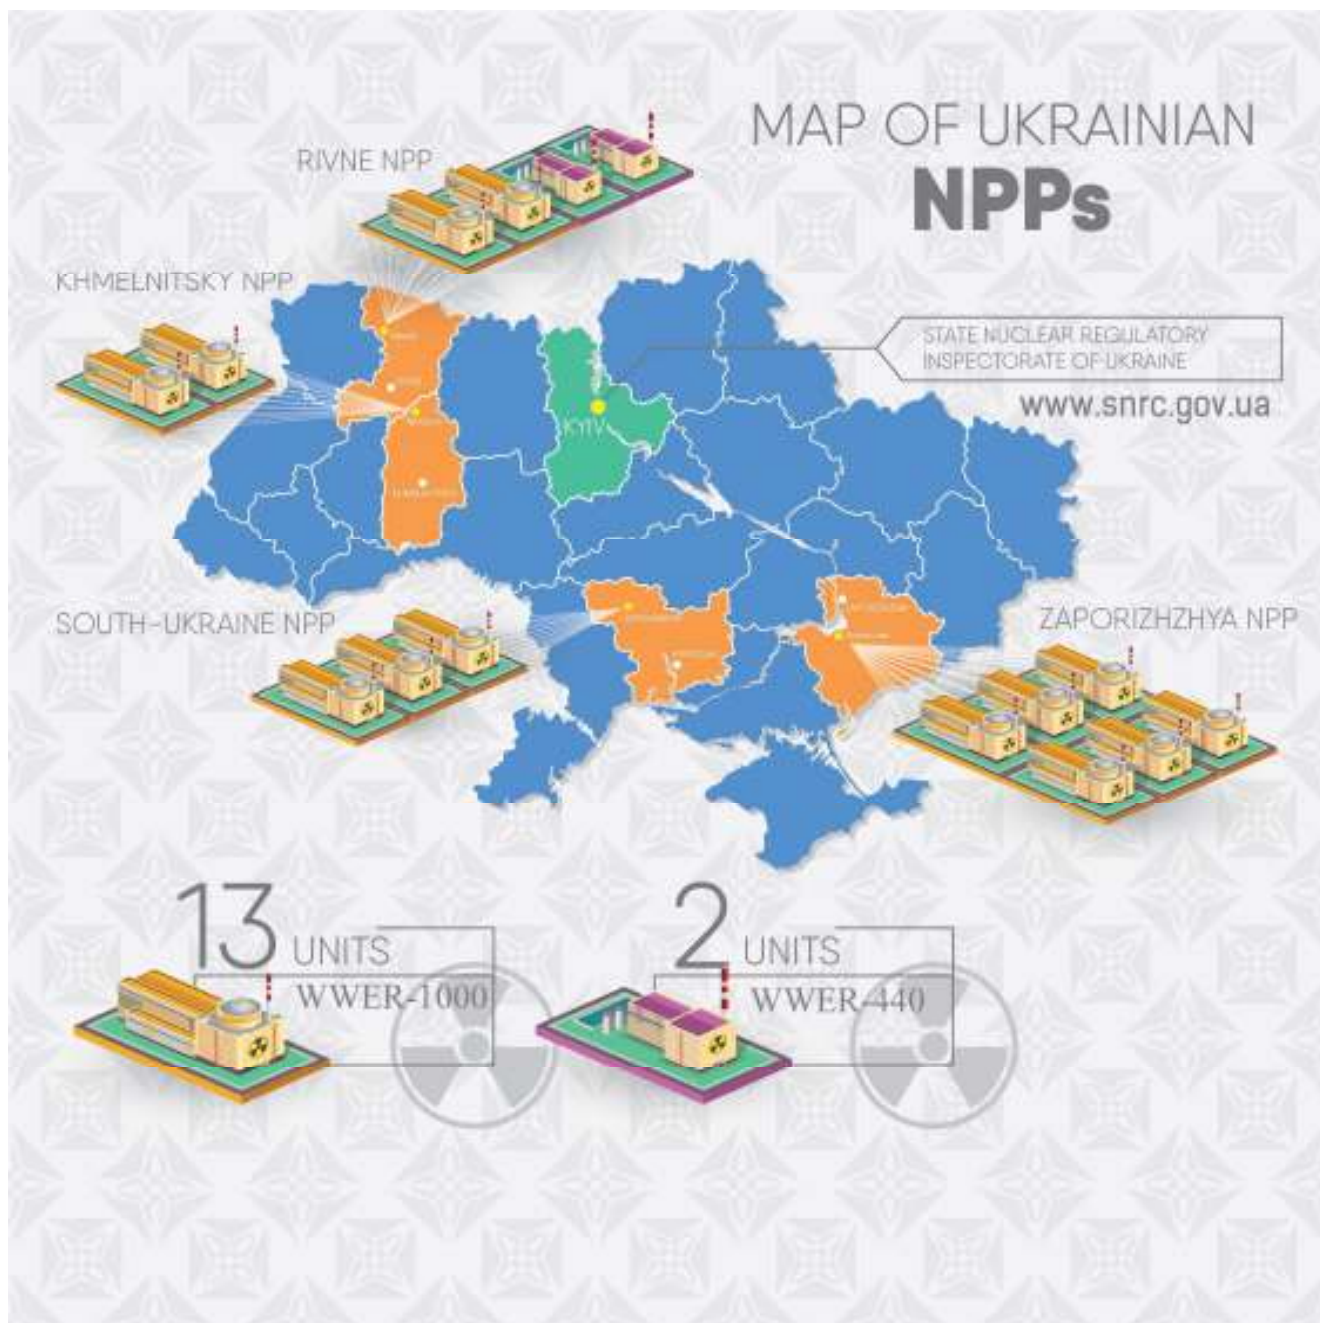 MAP OF UKRAINIAN
NPPs
RIVNE NPP
KHMELNITSKY NPP
STATE NUCLEAR REGULATORY
INSPECTORATE OF UKRAINE
www.snrc.gov.ua
KYIV
SOUTH-UKRAINE NPP
ZAPORIZHZHYA NPP
13 UNITS
WWER-1000
2 UNITS
WWER-440